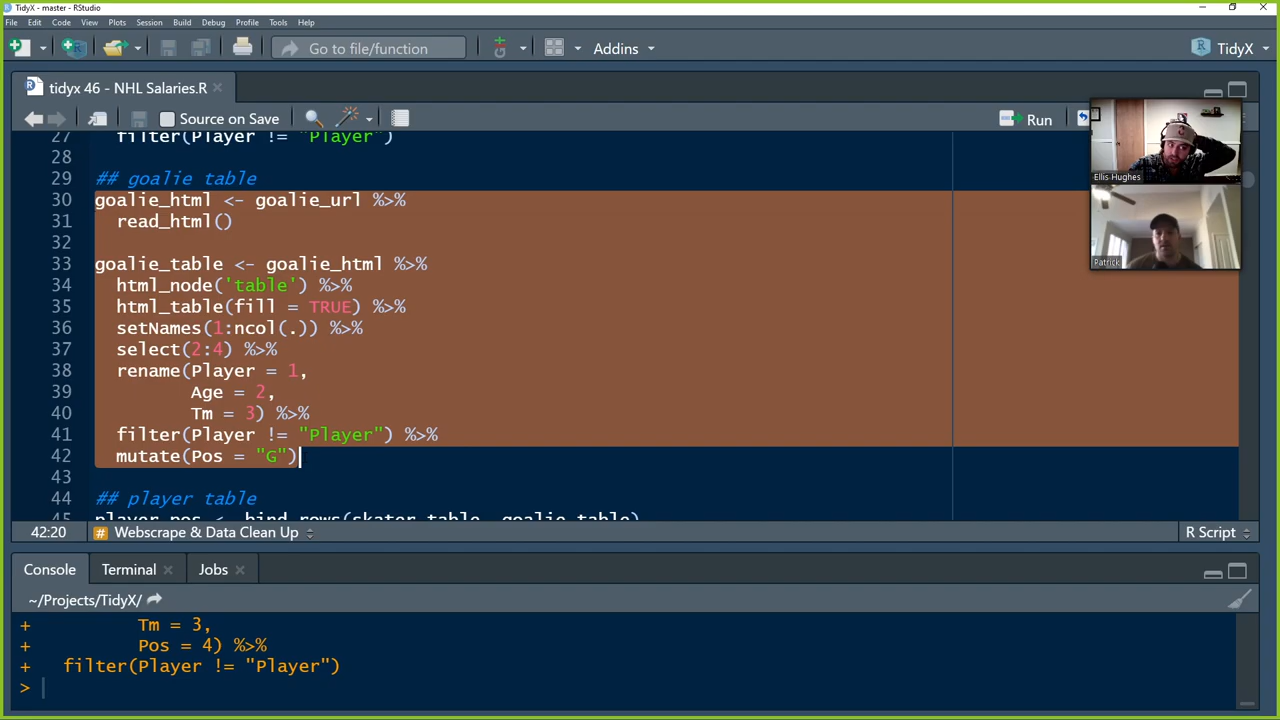 TidyX - master - RStudio
File Edit Code View Plots Session Build Debug Profile Tools Help
Go to file/function
Addins
TidyX
tidyx 46 - NHL Salaries.R
Source on Save
Run
27 filter(Player != "Player")
28
29 ## goalie table
30 goalie_html <- goalie_url %>%
31 read_html()
32
33 goalie_table <- goalie_html %>%
34 html_node('table') %>%
35 html_table(fill = TRUE) %>%
36 setNames(1:ncol(.)) %>%
37 select(2:4) %>%
38 rename(Player = 1,
39 Age = 2,
40 Tm = 3) %>%
41 filter(Player != "Player") %>%
42 mutate(Pos = "G")
43
44 ## player table
45 player_pos <- bind_rows(skater_table, goalie_table)
Ellis Hughes
Patrick
42:20 # Webscrape & Data Clean Up R Script
Console Terminal Jobs
~/Projects/TidyX/
+ Tm = 3,
+ Pos = 4) %>%
+ filter(Player != "Player")
>